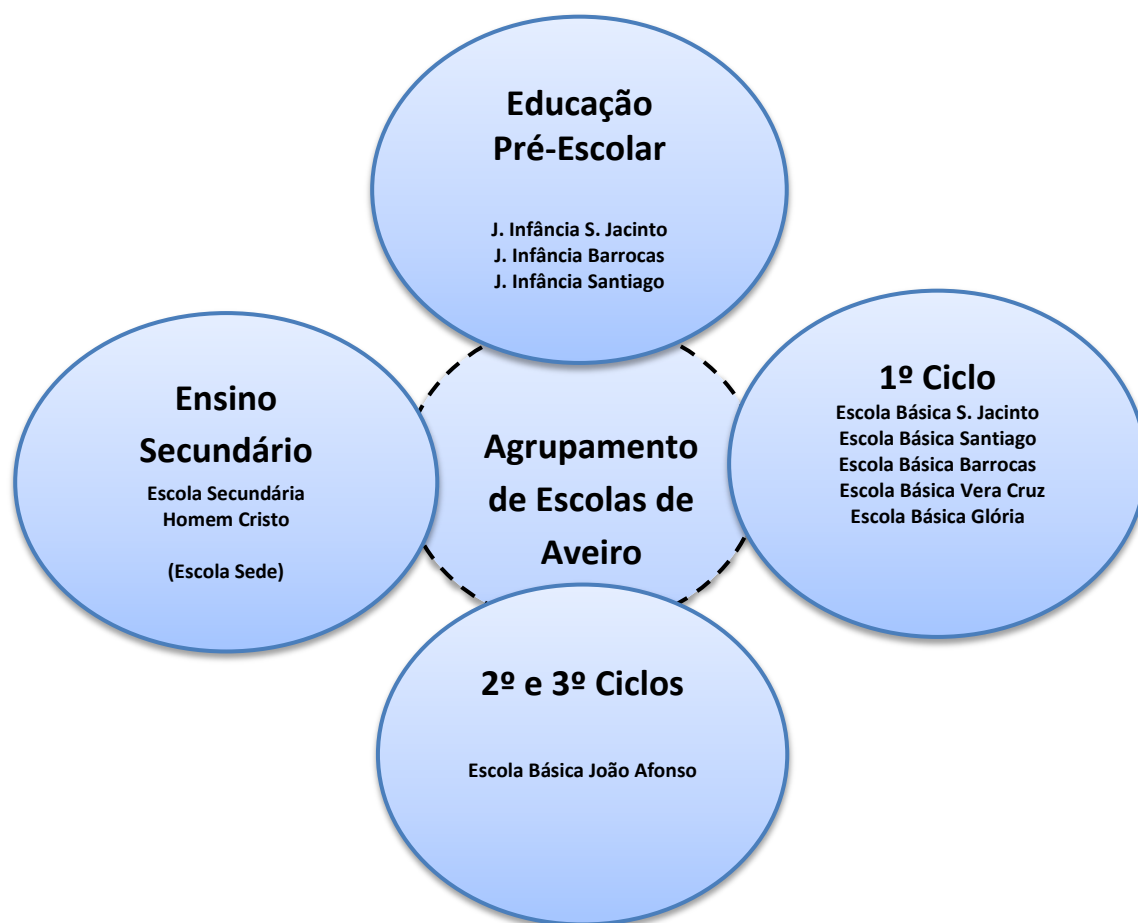 Educação
Pré-Escolar
J. Infância S. Jacinto
J. Infância Barrocas
J. Infância Santiago
Ensino
Secundário
Escola Secundária
Homem Cristo
(Escola Sede)
Agrupamento
de Escolas de
Aveiro
1º Ciclo
Escola Básica S. Jacinto
Escola Básica Santiago
Escola Básica Barrocas
Escola Básica Vera Cruz
Escola Básica Glória
2º e 3º Ciclos
Escola Básica João Afonso